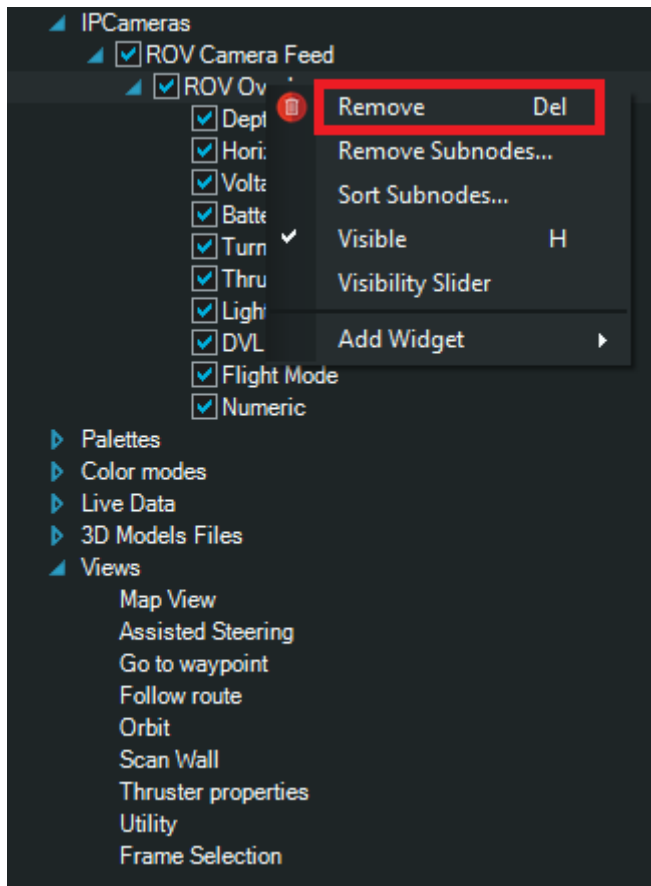 IPCameras
ROV Camera Feed
ROV
Remove Del
Remove Subnodes...
Sort Subnodes...
Visible H
Visibility Slider
DVL
Add Widget
Flight Mode
Numeric
Palettes
Color modes
Live Data
3D Models Files
Views
Map View
Assisted Steering
Go to waypoint
Follow route
Orbit
Scan Wall
Thruster properties
Utility
Frame Selection